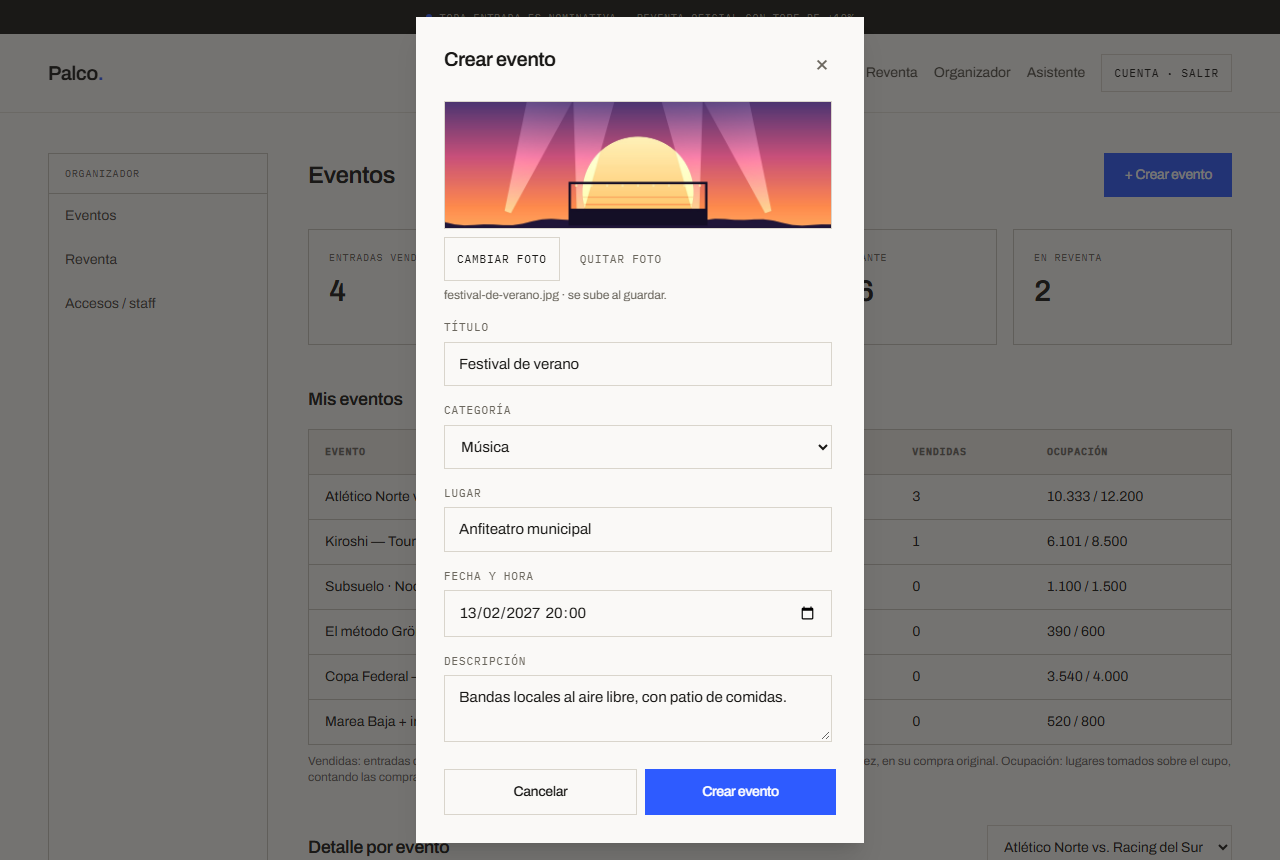 Palco.
Reventa Organizador Asistente CUENTA · SALIR
ORGANIZADOR
Eventos
Reventa
Accesos / staff
Eventos
+ Crear evento
ENTRADAS VEND
4
ANTE
6
EN REVENTA
2
Mis eventos
EVENTO VENDIDAS OCUPACIÓN
Atlético Norte v 3 10.333 / 12.200
Kiroshi — Tour 1 6.101 / 8.500
Subsuelo · No 0 1.100 / 1.500
El método Grö 0 390 / 600
Copa Federal 0 3.540 / 4.000
Marea Baja + i 0 520 / 800
Vendidas: entradas ez, en su compra original. Ocupación: lugares tomados sobre el cupo,
contando las compra
Detalle por evento
Atlético Norte vs. Racing del Sur
Crear evento
×
CAMBIAR FOTO QUITAR FOTO
festival-de-verano.jpg · se sube al guardar.
TÍTULO
Festival de verano
CATEGORÍA
Música
LUGAR
Anfiteatro municipal
FECHA Y HORA
13/02/2027 20:00
DESCRIPCIÓN
Bandas locales al aire libre, con patio de comidas.
Cancelar Crear evento